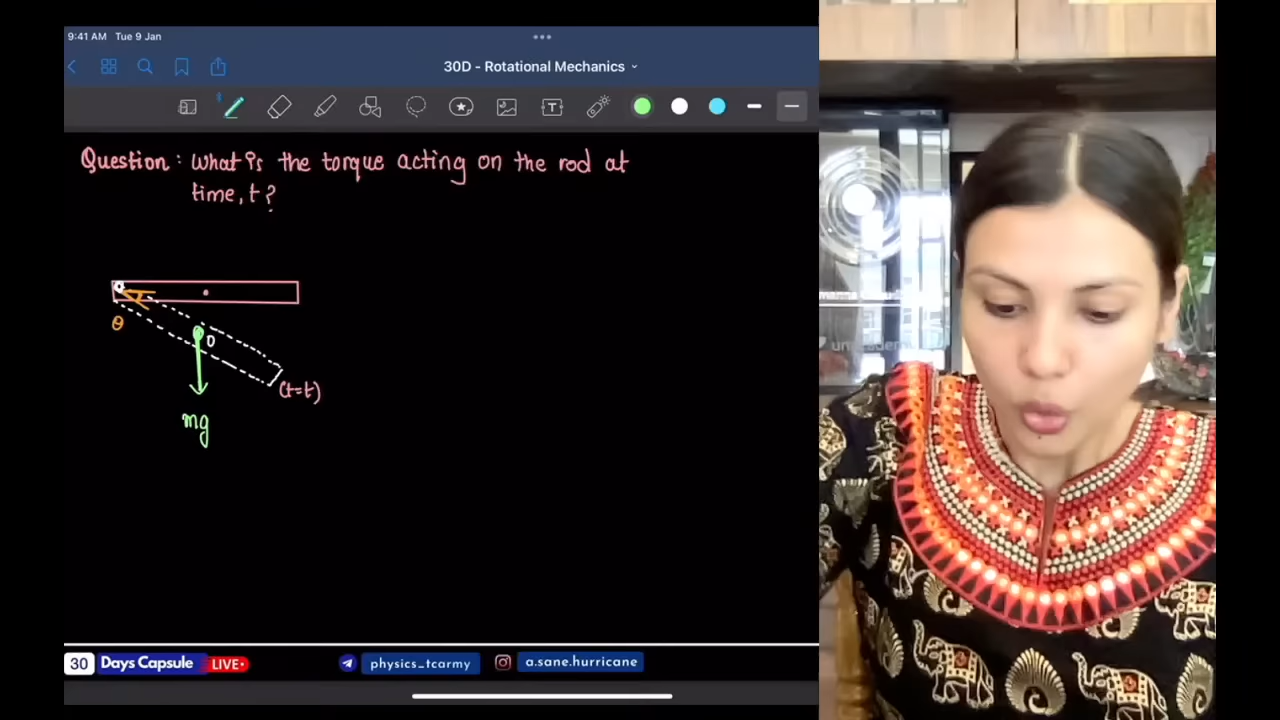 9:41 AM Tue 9 Jan
30D - Rotational Mechanics
T
Question: What is the torque acting on the rod at
time, t?
θ
(t=t)
mg
30 Days Capsule LIVE
physics_tcarmy
a.sane.hurricane